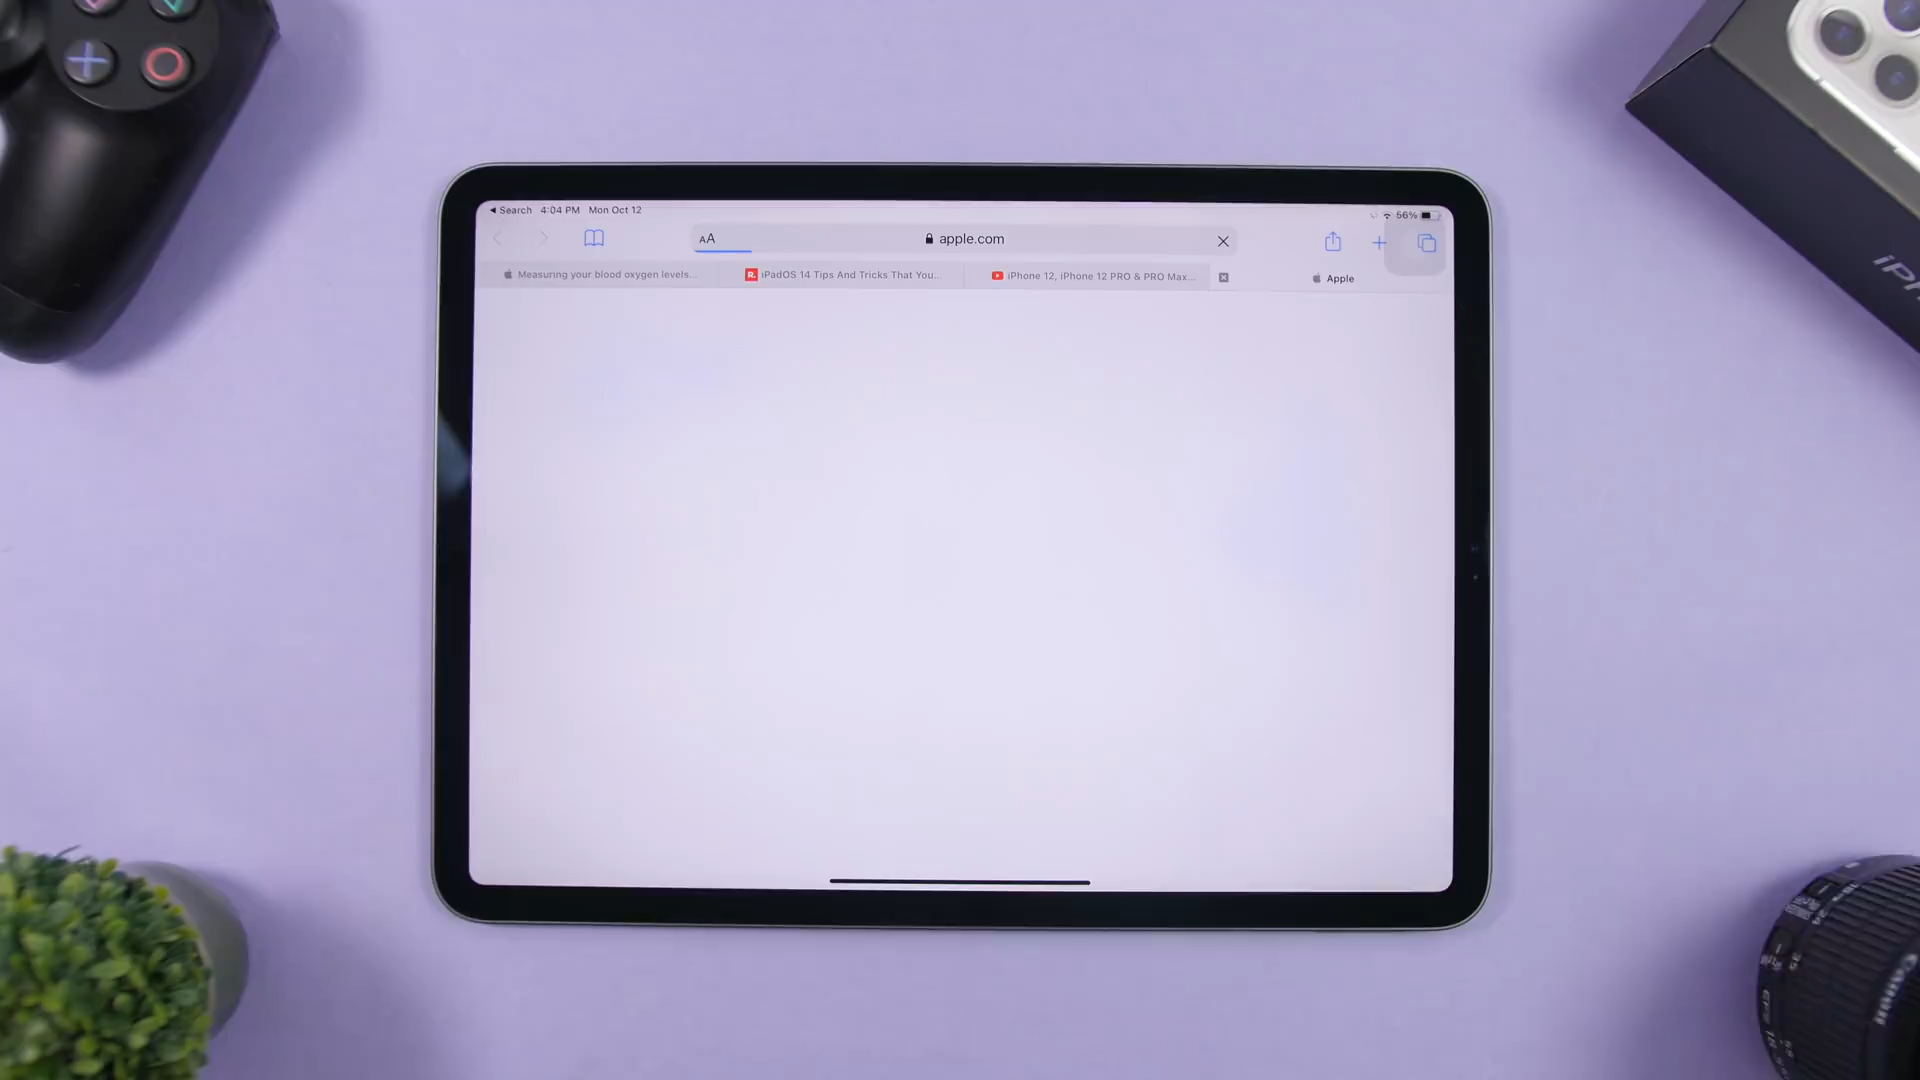 ◀ Search 4:04 PM Mon Oct 12
56%
AA
apple.com
Measuring your blood oxygen levels...
iPadOS 14 Tips And Tricks That You...
iPhone 12, iPhone 12 PRO & PRO Max...
Apple
Canon